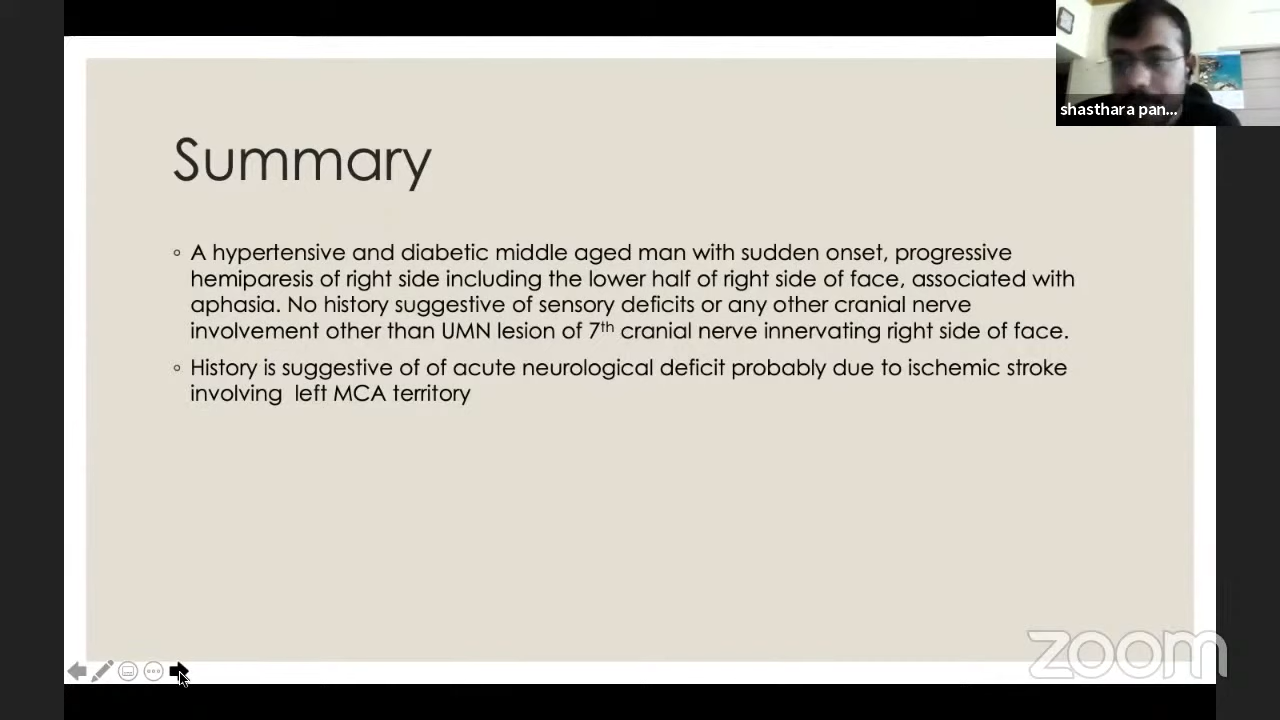 shasthara pan...
Summary
◦ A hypertensive and diabetic middle aged man with sudden onset, progressive
hemiparesis of right side including the lower half of right side of face, associated with
aphasia. No history suggestive of sensory deficits or any other cranial nerve
involvement other than UMN lesion of 7th cranial nerve innervating right side of face.
◦ History is suggestive of of acute neurological deficit probably due to ischemic stroke
involving  left MCA territory
zoom